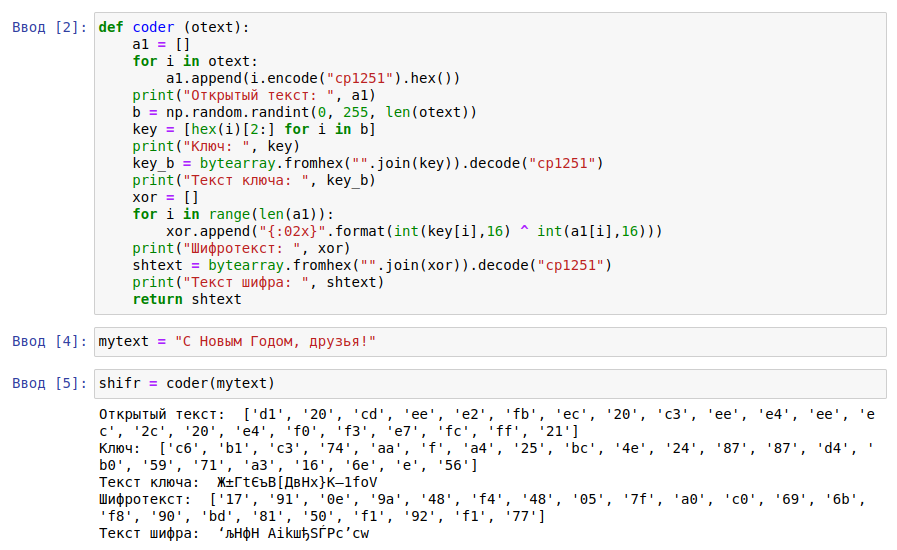 Ввод [2]: def coder (otext):
    a1 = []
    for i in otext:
        a1.append(i.encode("cp1251").hex())
    print("Открытый текст: ", a1)
    b = np.random.randint(0, 255, len(otext))
    key = [hex(i)[2:] for i in b]
    print("Ключ: ", key)
    key_b = bytearray.fromhex("".join(key)).decode("cp1251")
    print("Текст ключа: ", key_b)
    xor = []
    for i in range(len(a1)):
        xor.append("{:02x}".format(int(key[i],16) ^ int(a1[i],16)))
    print("Шифротекст: ", xor)
    shtext = bytearray.fromhex("".join(xor)).decode("cp1251")
    print("Текст шифра: ", shtext)
    return shtext
Ввод [4]: mytext = "С Новым Годом, друзья!"
Ввод [5]: shifr = coder(mytext)
Открытый текст:  ['d1', '20', 'cd', 'ee', 'e2', 'fb', 'ec', '20', 'c3', 'ee', 'e4', 'ee', 'e
c', '2c', '20', 'e4', 'f0', 'f3', 'e7', 'fc', 'ff', '21']
Ключ:  ['c6', 'b1', 'c3', '74', 'aa', 'f', 'a4', '25', 'bc', '4e', '24', '87', '87', 'd4', '
b0', '59', '71', 'a3', '16', '6e', 'e', '56']
Текст ключа:  Ж±ГtЄъB[ДвHx}K—1foV
Шифротекст:  ['17', '91', '0e', '9a', '48', 'f4', '48', '05', '7f', 'a0', 'c0', '69', '6b',
'f8', '90', 'bd', '81', '50', 'f1', '92', 'f1', '77']
Текст шифра:  ‘љHфH Аikшђ​ЅЃPс’сw